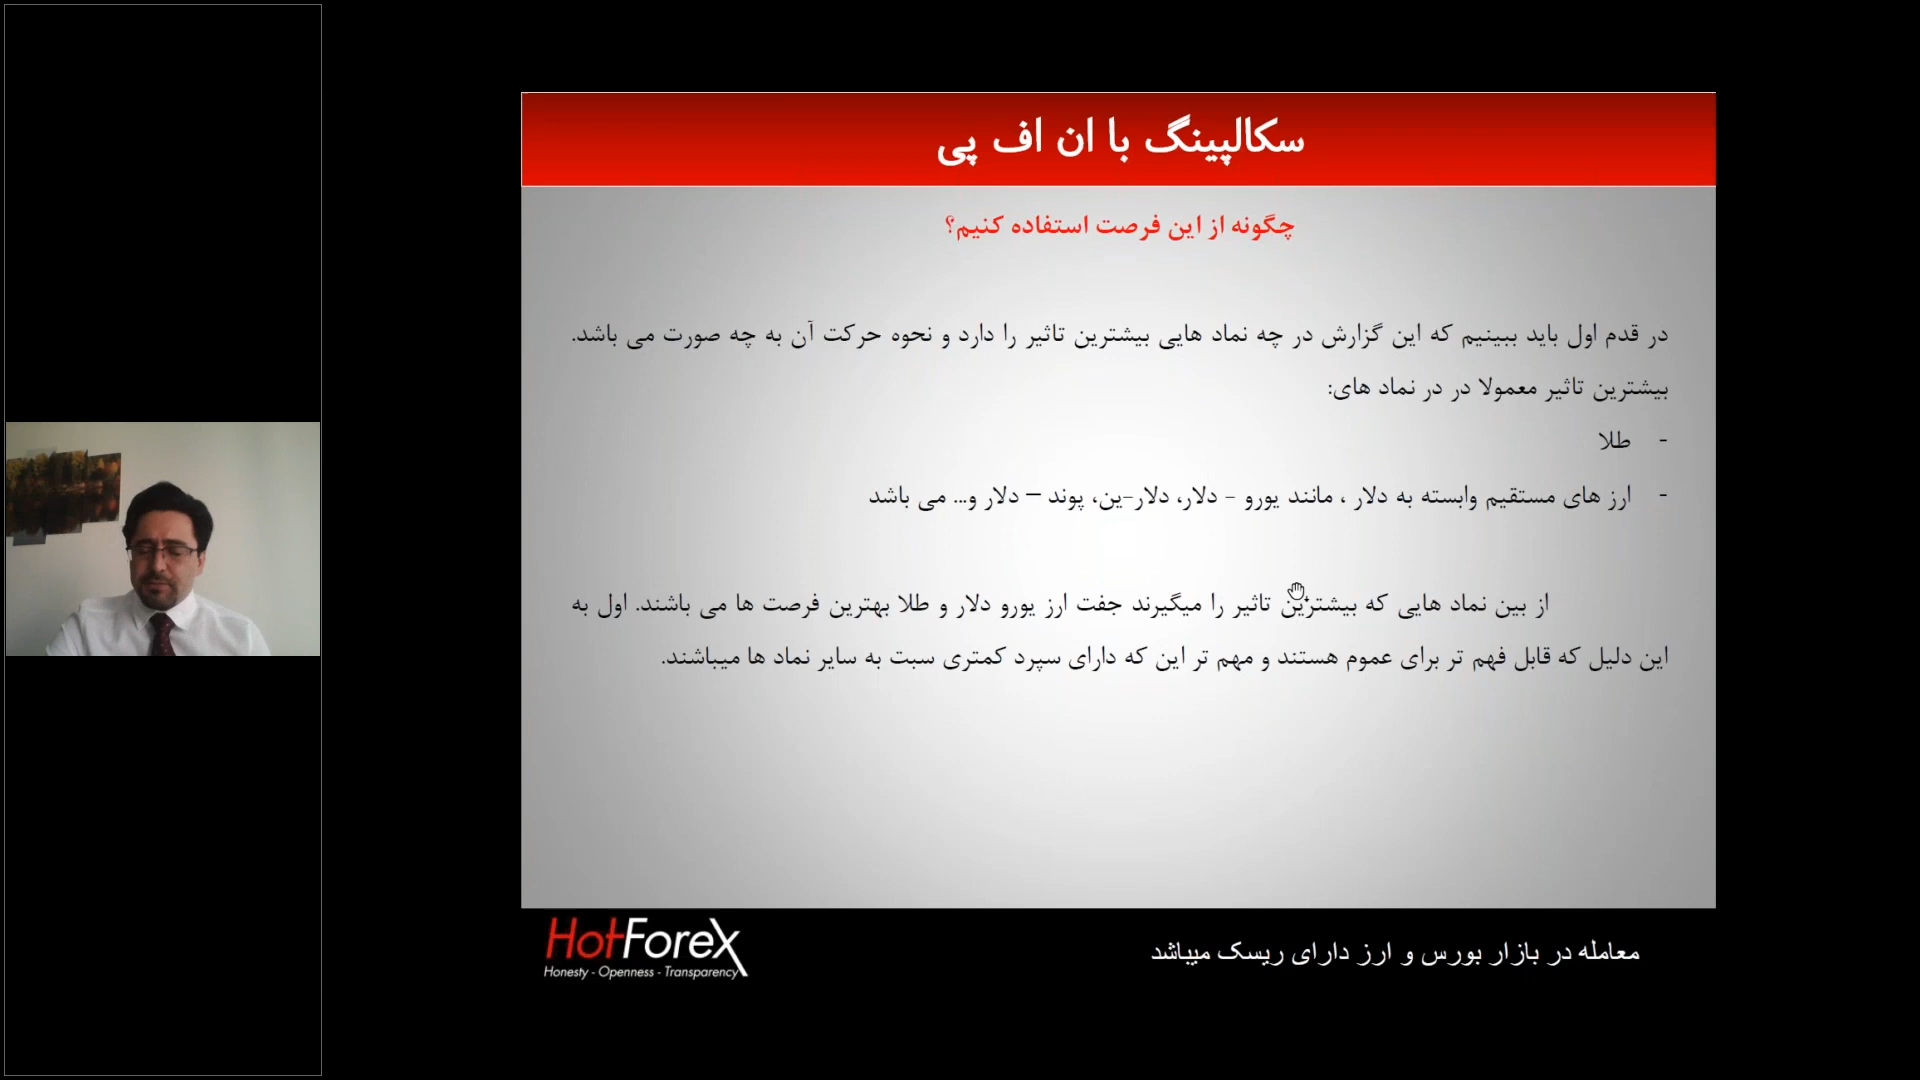 سکالپینگ با ان اف پی
چگونه از این فرصت استفاده کنیم؟
در قدم اول باید ببینیم که این گزارش در چه نماد هایی بیشترین تاثیر را دارد و نحوه حرکت آن به چه صورت می باشد.
بیشترین تاثیر معمولا در در نماد های:
- طلا
- ارز های مستقیم وابسته به دلار ، مانند یورو - دلار، دلار-ین، پوند – دلار و... می باشد
از بین نماد هایی که بیشترین تاثیر را میگیرند جفت ارز یورو دلار و طلا بهترین فرصت ها می باشند. اول به
این دلیل که قابل فهم تر برای عموم هستند و مهم تر این که دارای سپرد کمتری سبت به سایر نماد ها میباشند.
HotForex
Honesty - Openness - Transparency
معامله در بازار بورس و ارز دارای ریسک میباشد